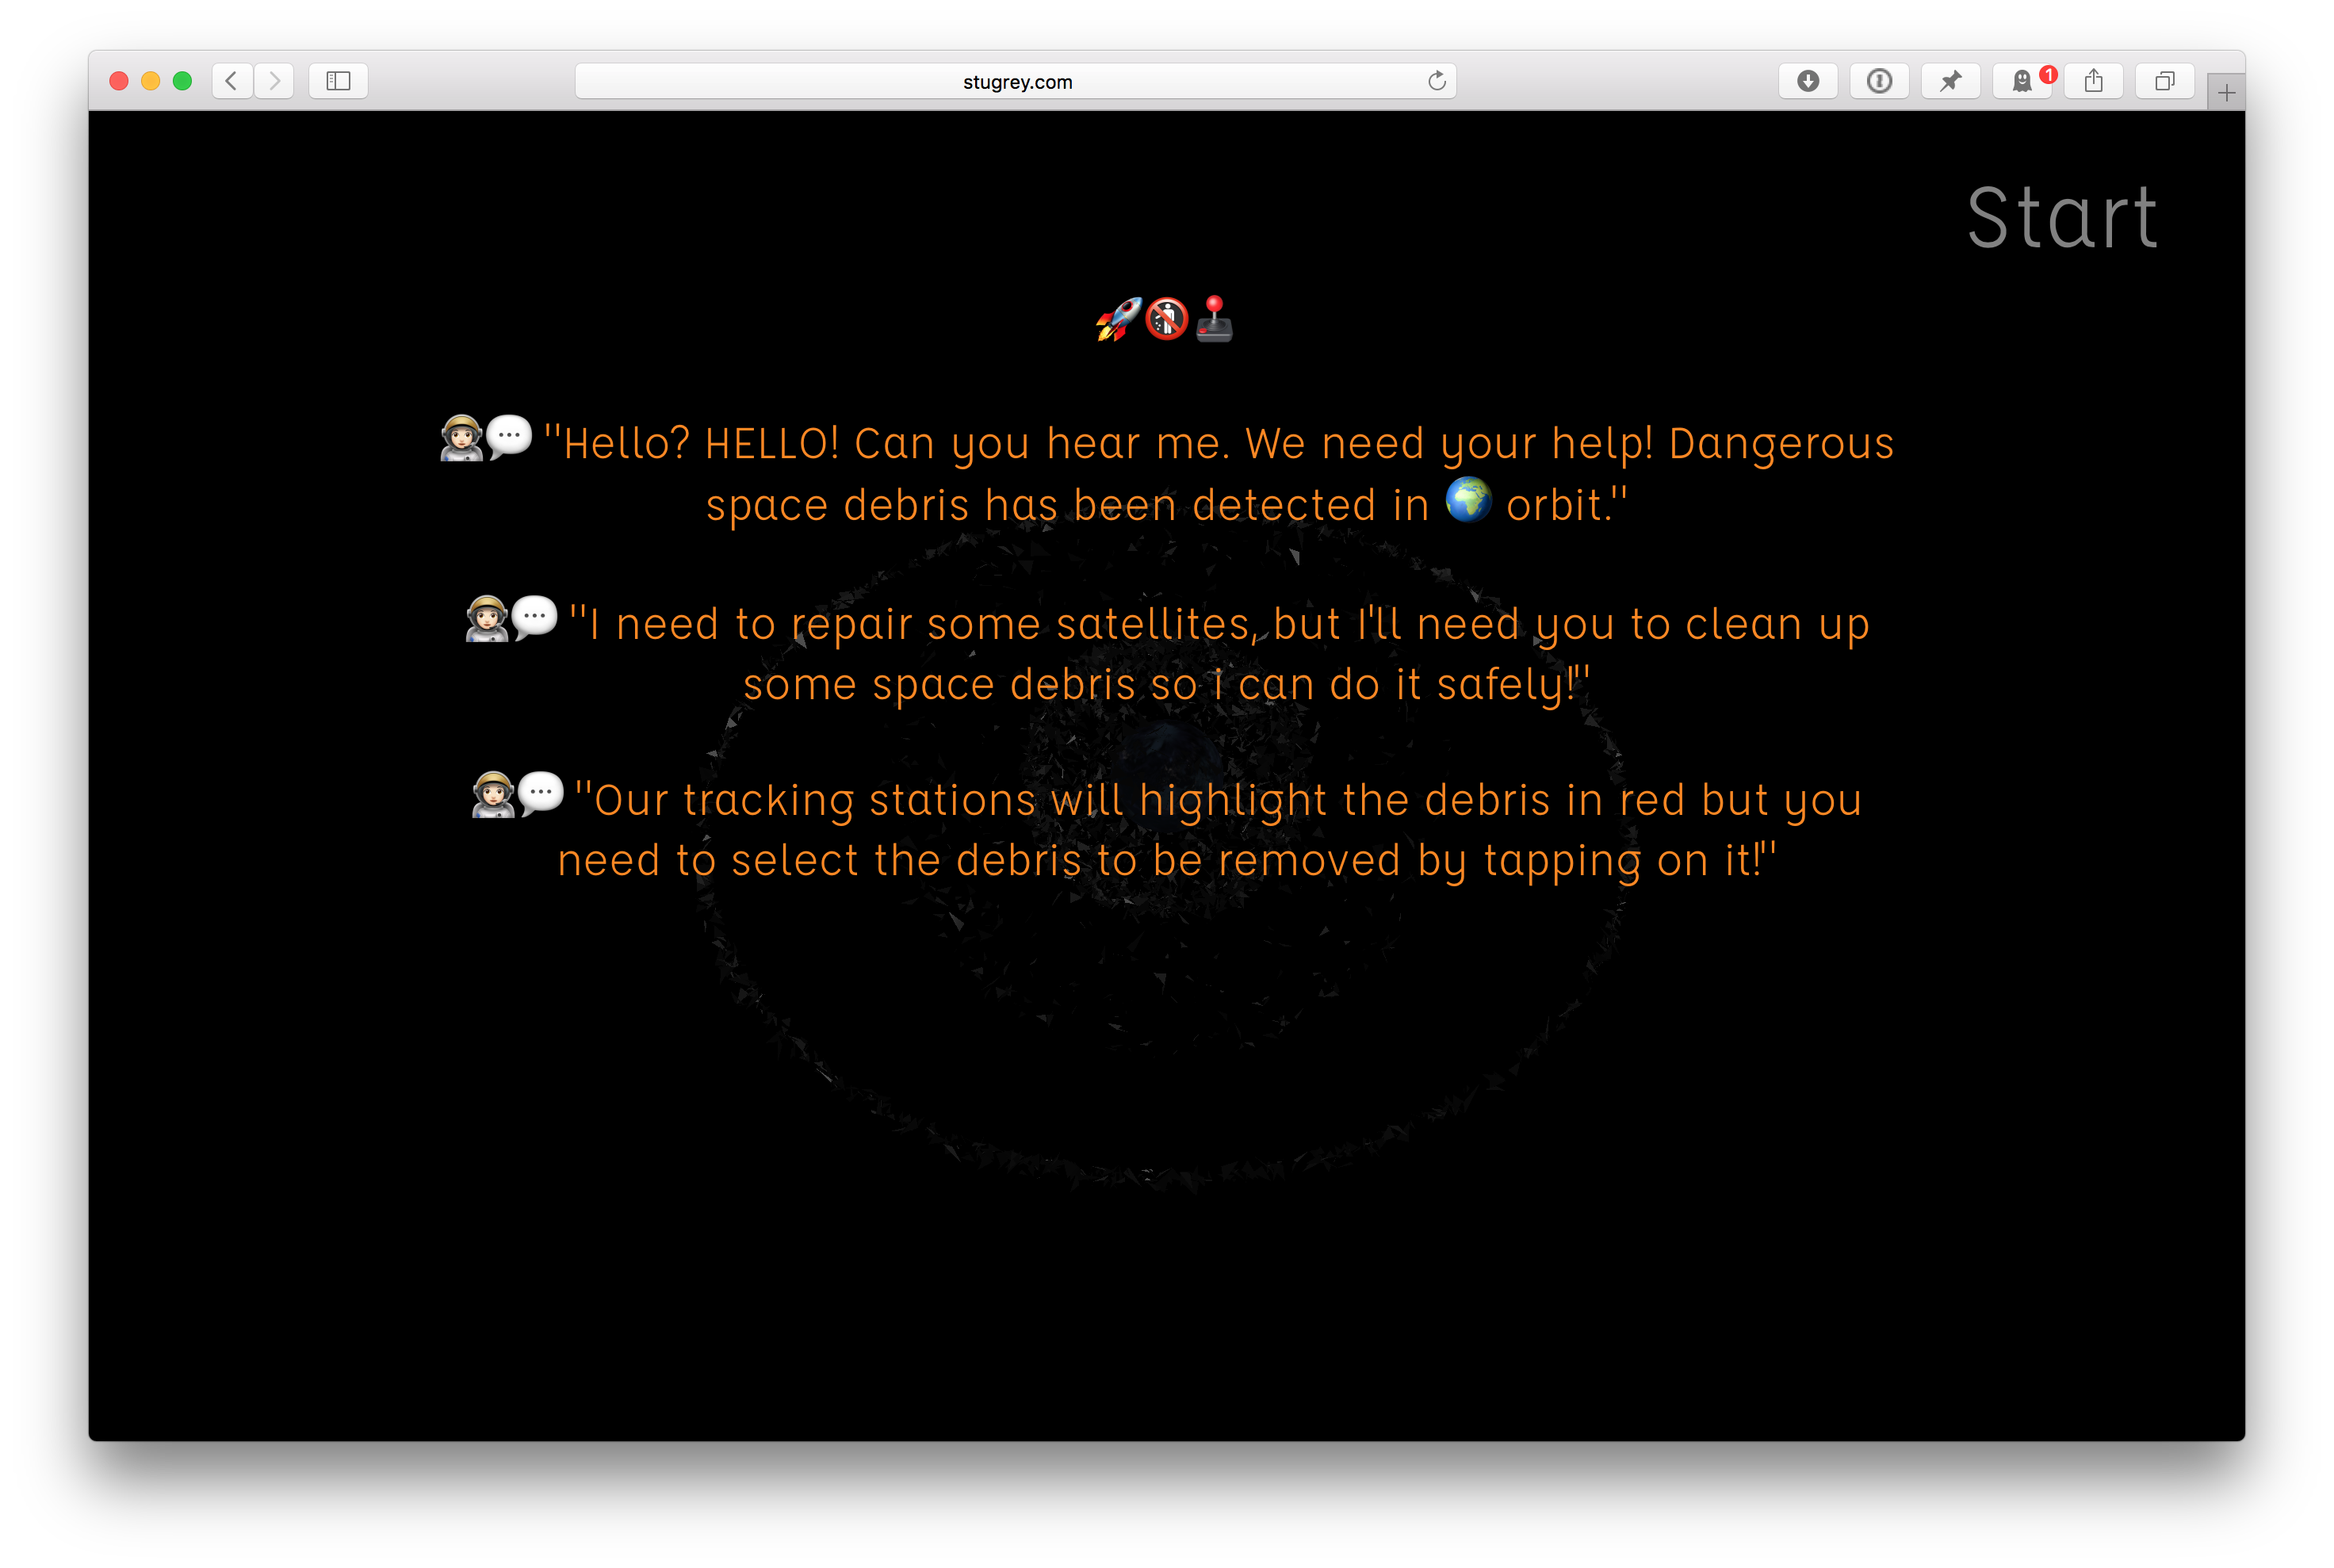 stugrey.com
1
Start
🚀🚯🕹
👩🏻‍🚀💬 "Hello? HELLO! Can you hear me. We need your help! Dangerous
space debris has been detected in 🌍 orbit."
👩🏻‍🚀💬 "I need to repair some satellites, but I'll need you to clean up
some space debris so i can do it safely!"
👩🏻‍🚀💬 "Our tracking stations will highlight the debris in red but you
need to select the debris to be removed by tapping on it!"